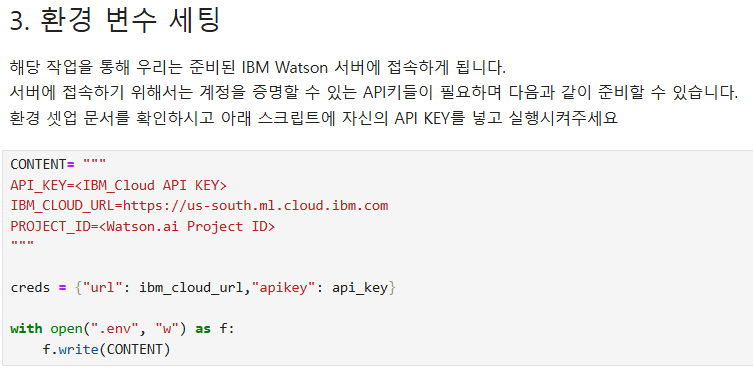 3. 환경 변수 세팅
해당 작업을 통해 우리는 준비된 IBM Watson 서버에 접속하게 됩니다.
서버에 접속하기 위해서는 계정을 증명할 수 있는 API키들이 필요하며 다음과 같이 준비할 수 있습니다.
환경 셋업 문서를 확인하시고 아래 스크립트에 자신의 API KEY를 넣고 실행시켜주세요
CONTENT= """
API_KEY=<IBM_Cloud API KEY>
IBM_CLOUD_URL=https://us-south.ml.cloud.ibm.com
PROJECT_ID=<Watson.ai Project ID>
"""
creds = {"url": ibm_cloud_url,"apikey": api_key}
with open(".env", "w") as f:
    f.write(CONTENT)